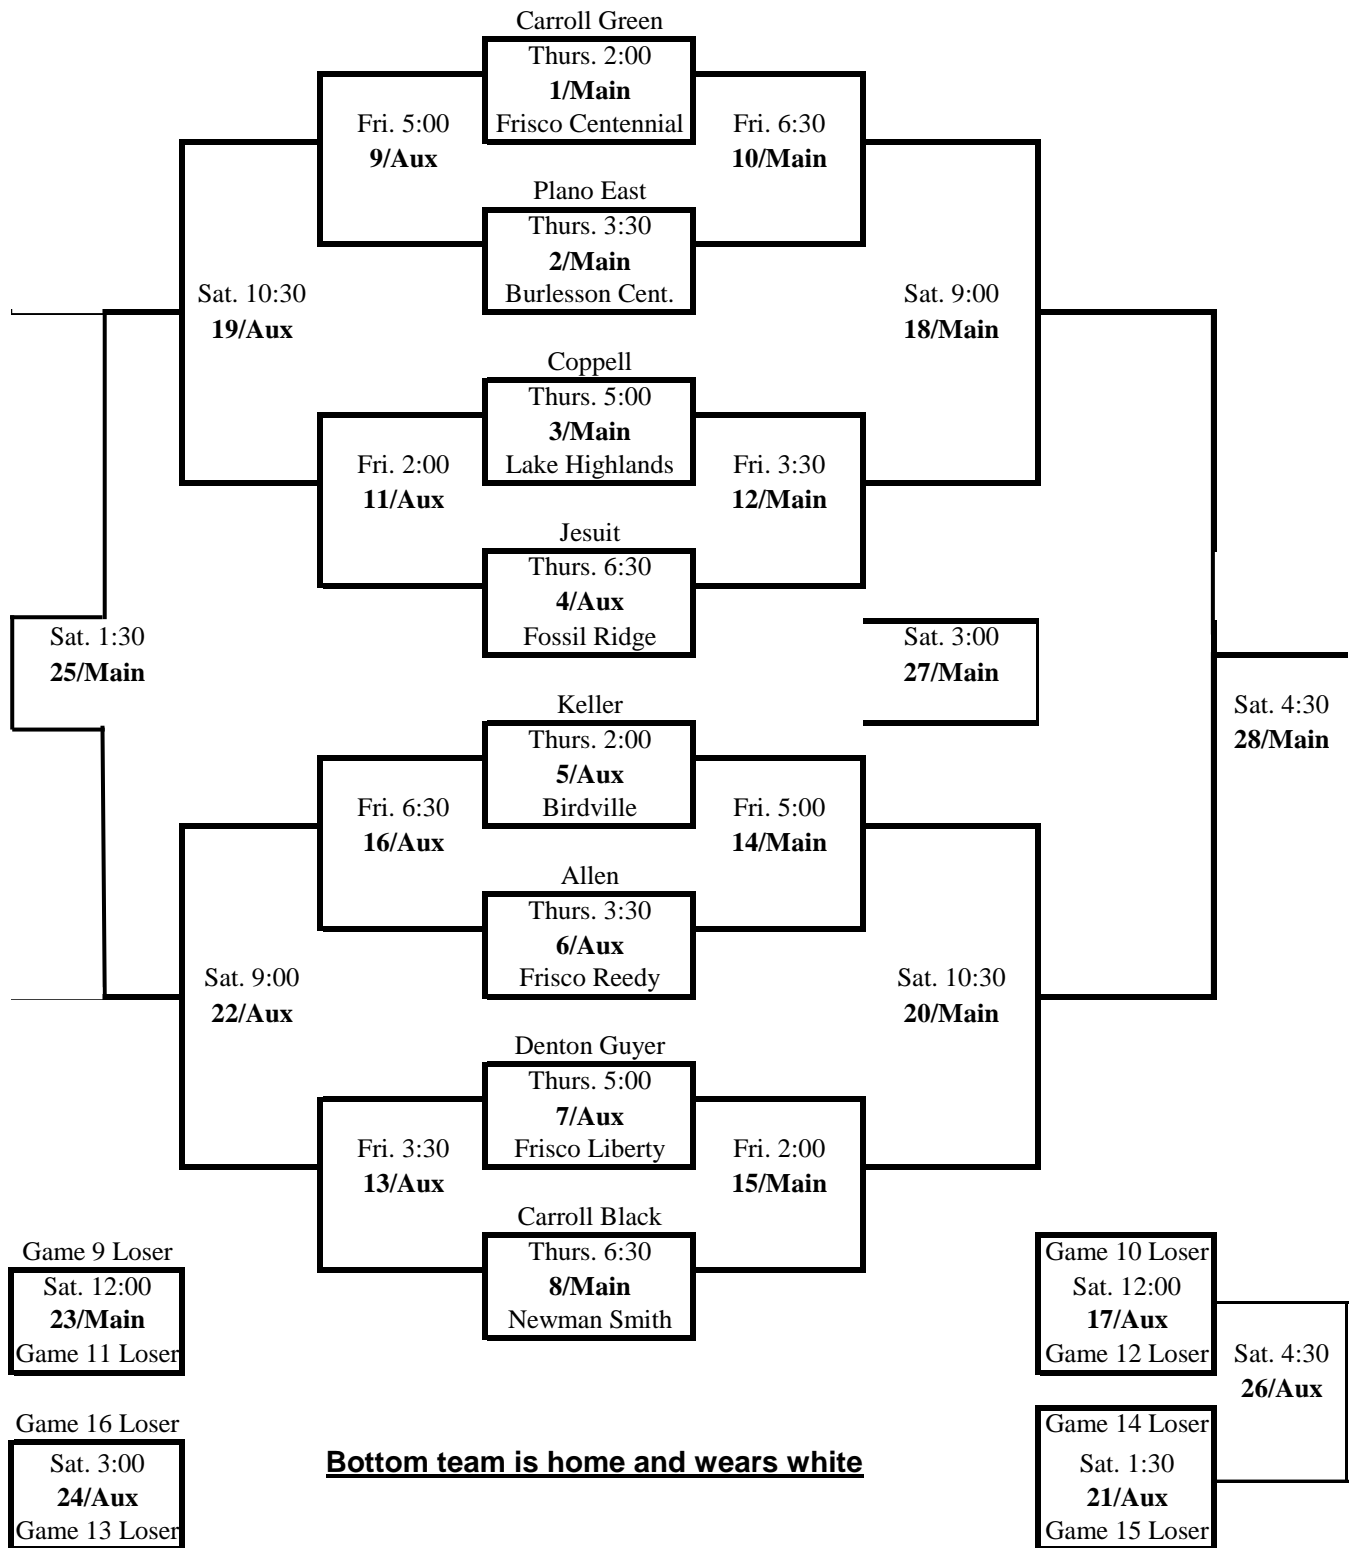 Carroll Green
Thurs. 2:00
1/Main
Frisco Centennial
Fri. 5:00
9/Aux
Fri. 6:30
10/Main
Plano East
Thurs. 3:30
2/Main
Burlesson Cent.
Sat. 10:30
19/Aux
Sat. 9:00
18/Main
Coppell
Thurs. 5:00
3/Main
Lake Highlands
Fri. 2:00
11/Aux
Fri. 3:30
12/Main
Jesuit
Thurs. 6:30
4/Aux
Fossil Ridge
Sat. 1:30
25/Main
Sat. 3:00
27/Main
Keller
Thurs. 2:00
5/Aux
Birdville
Sat. 4:30
28/Main
Fri. 6:30
16/Aux
Fri. 5:00
14/Main
Allen
Thurs. 3:30
6/Aux
Frisco Reedy
Sat. 9:00
22/Aux
Sat. 10:30
20/Main
Denton Guyer
Thurs. 5:00
7/Aux
Frisco Liberty
Fri. 3:30
13/Aux
Fri. 2:00
15/Main
Carroll Black
Thurs. 6:30
8/Main
Newman Smith
Game 9 Loser
Sat. 12:00
23/Main
Game 11 Loser
Game 10 Loser
Sat. 12:00
17/Aux
Game 12 Loser
Sat. 4:30
26/Aux
Game 16 Loser
Sat. 3:00
24/Aux
Game 13 Loser
Bottom team is home and wears white
Game 14 Loser
Sat. 1:30
21/Aux
Game 15 Loser